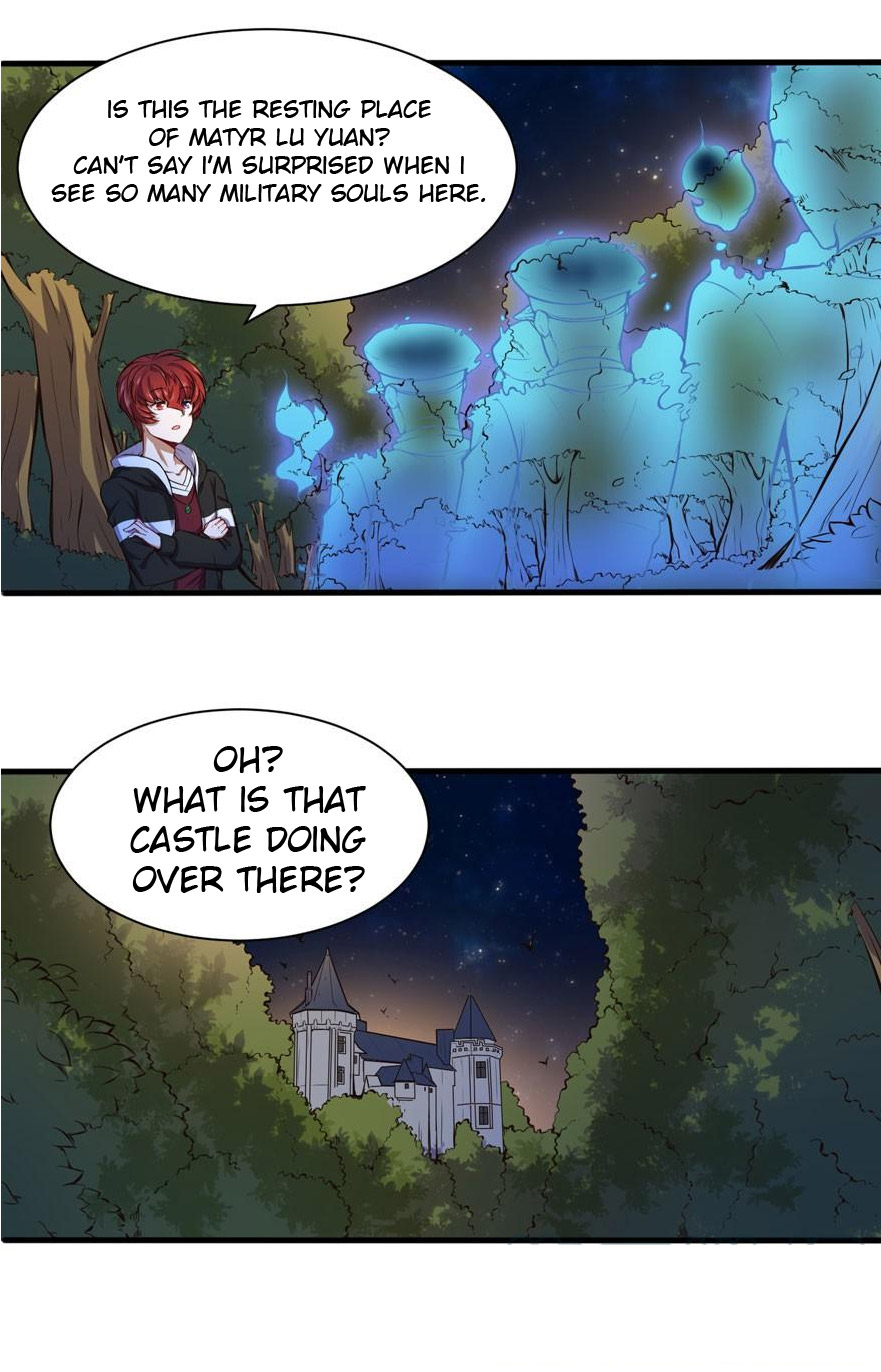 IS THIS THE RESTING PLACE
OF MATYR LU YUAN?
CAN'T SAY I'M SURPRISED WHEN I
SEE SO MANY MILITARY SOULS HERE.
OH?
WHAT IS THAT
CASTLE DOING
OVER THERE?